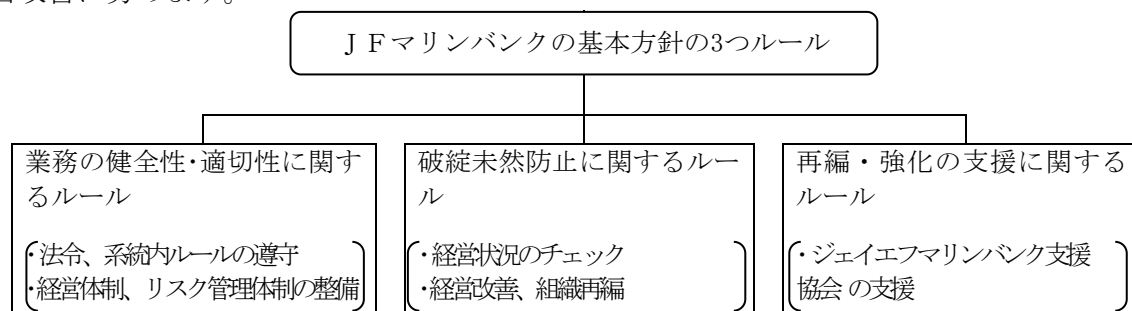 ＪＦマリンバンクの基本方針の3つルール
業務の健全性･適切性に関す
るルール
・法令、系統内ルールの遵守
・経営体制、リスク管理体制の整備
破綻未然防止に関するルー
ル
・経営状況のチェック
・経営改善、組織再編
再編・強化の支援に関する
ルール
・ジェイエフマリンバンク支援
協会 の支援